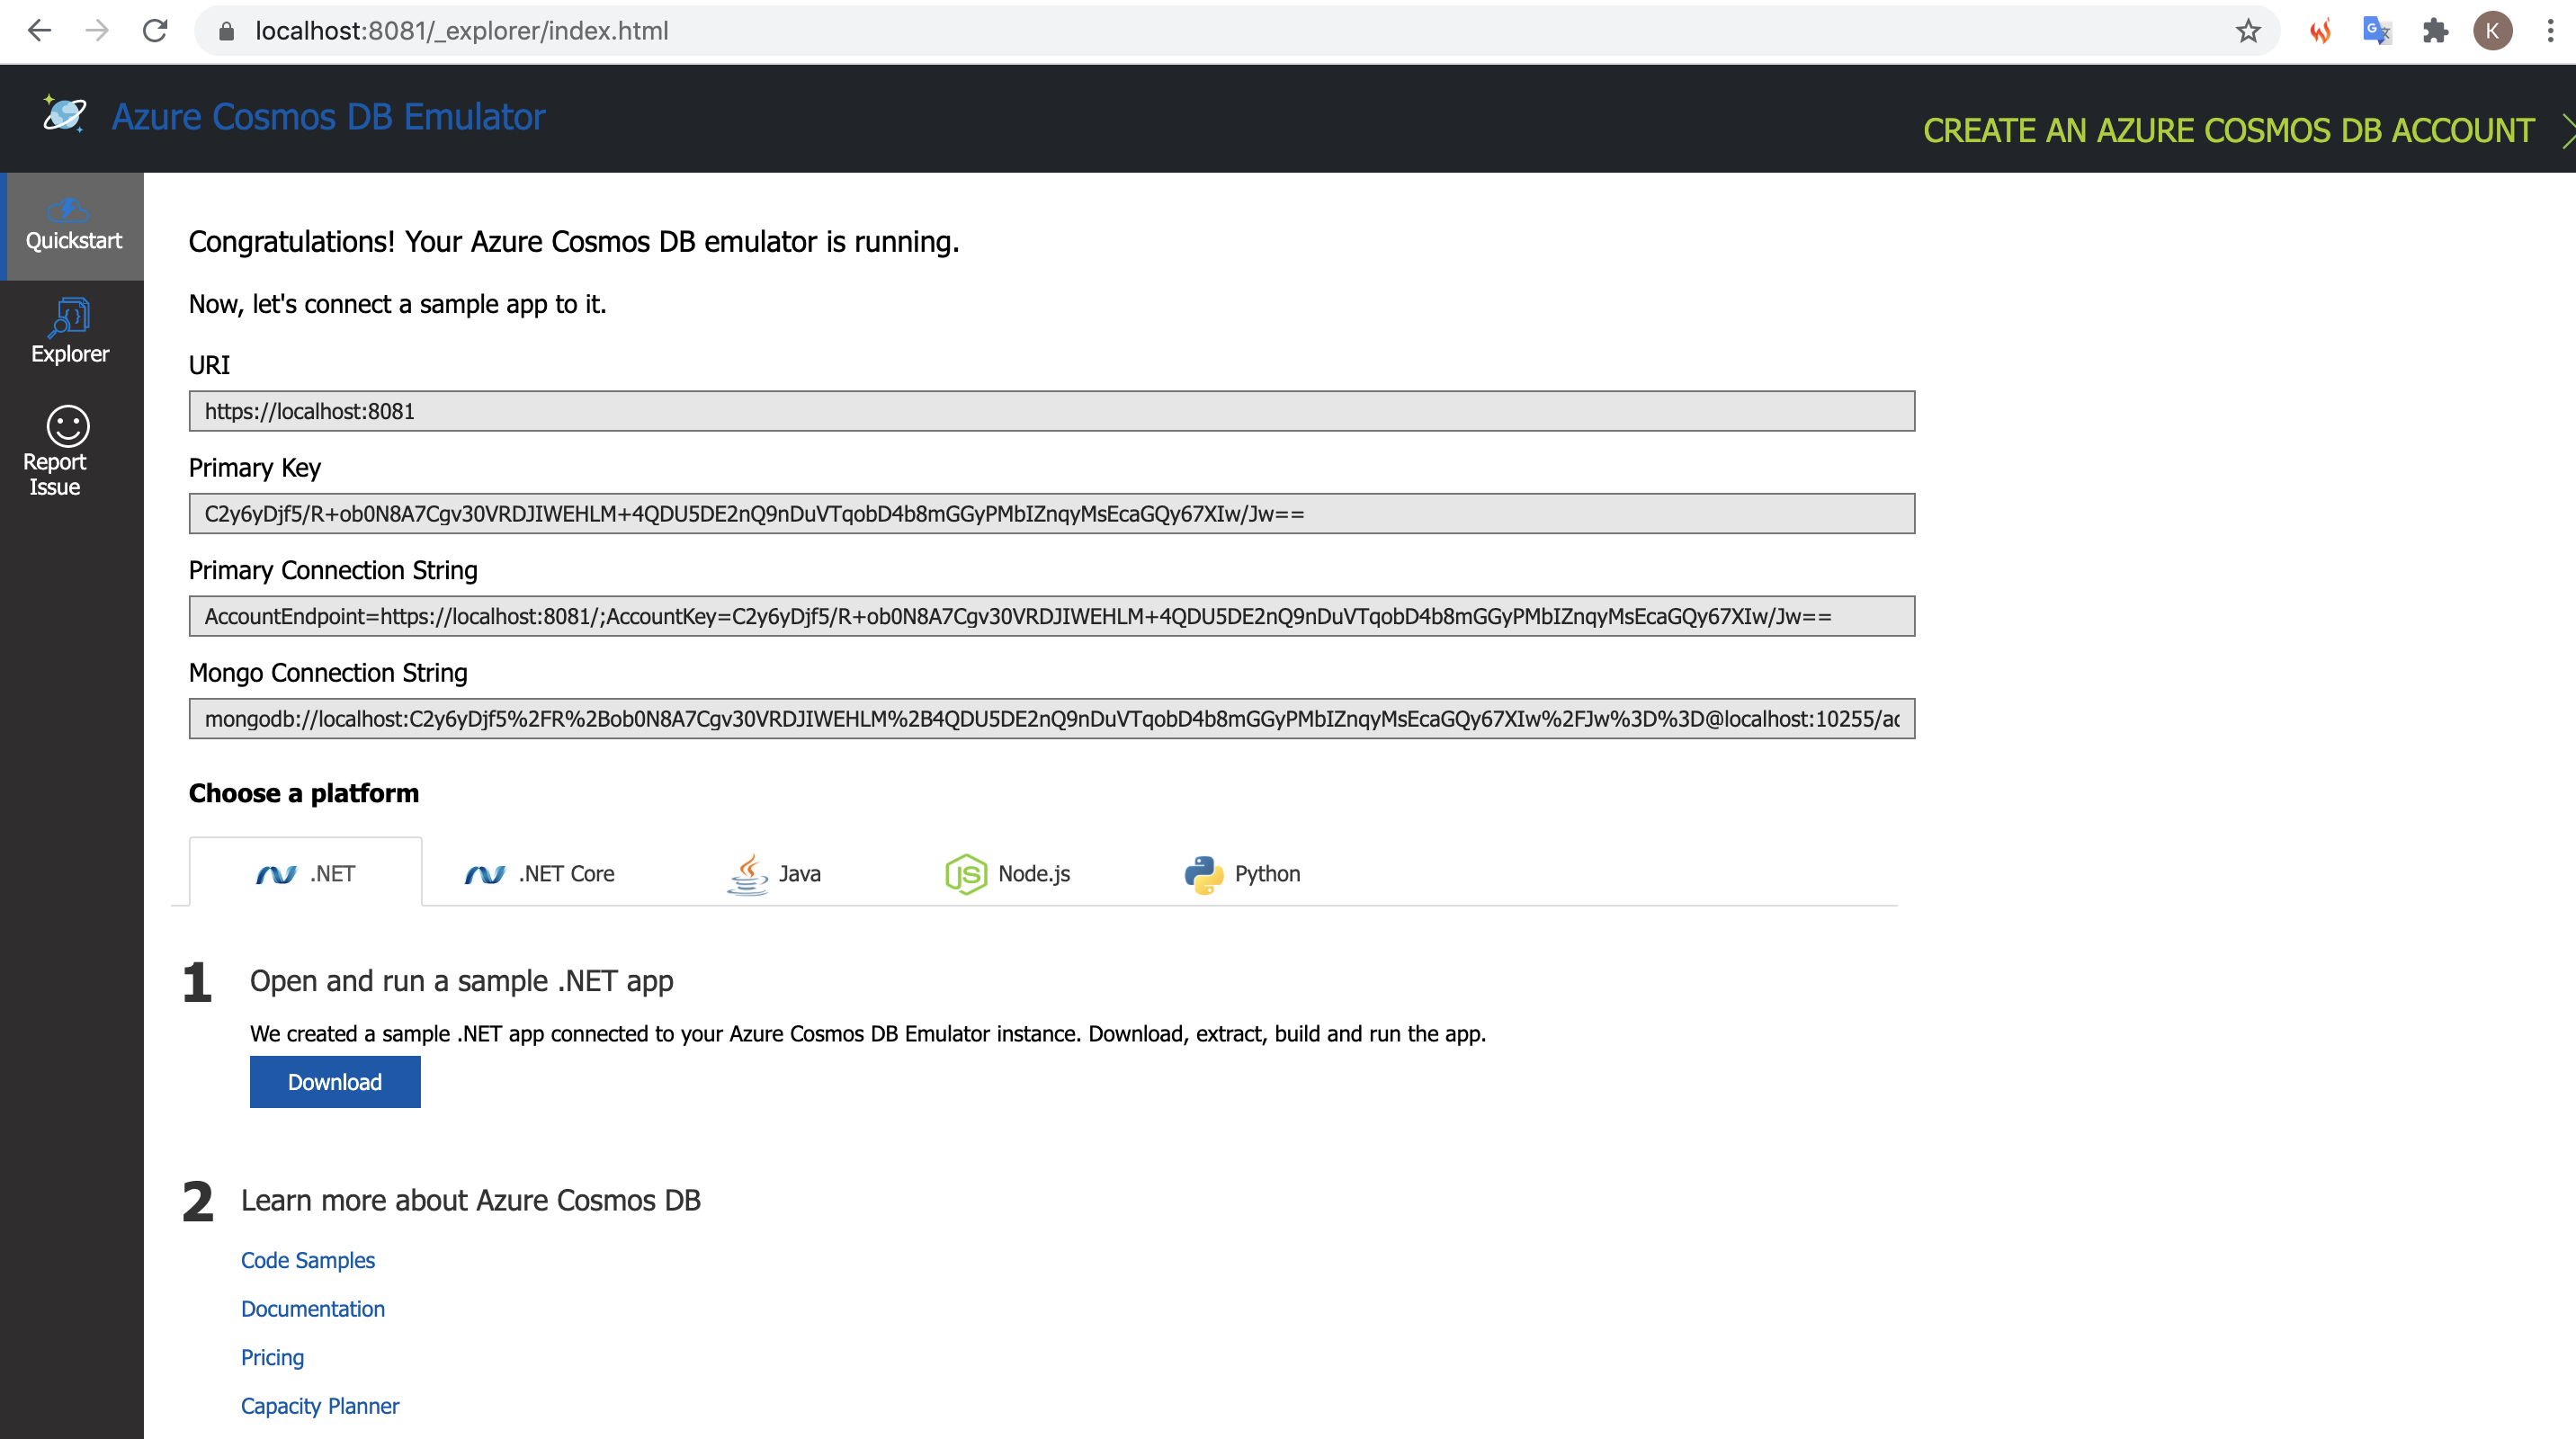 localhost:8081/_explorer/index.html
K
Azure Cosmos DB Emulator
CREATE AN AZURE COSMOS DB ACCOUNT
Quickstart
Explorer
Report
Issue
Congratulations! Your Azure Cosmos DB emulator is running.
Now, let's connect a sample app to it.
URI
https://localhost:8081
Primary Key
C2y6yDjf5/R+ob0N8A7Cgv30VRDJIWEHLM+4QDU5DE2nQ9nDuVTqobD4b8mGGyPMbIZnqyMsEcaGQy67XIw/Jw==
Primary Connection String
AccountEndpoint=https://localhost:8081/;AccountKey=C2y6yDjf5/R+ob0N8A7Cgv30VRDJIWEHLM+4QDU5DE2nQ9nDuVTqobD4b8mGGyPMbIZnqyMsEcaGQy67XIw/Jw==
Mongo Connection String
mongodb://localhost:C2y6yDjf5%2FR%2Bob0N8A7Cgv30VRDJIWEHLM%2B4QDU5DE2nQ9nDuVTqobD4b8mGGyPMbIZnqyMsEcaGQy67XIw%2FJw%3D%3D@localhost:10255/ac
Choose a platform
.NET .NET Core Java Node.js Python
1 Open and run a sample .NET app
We created a sample .NET app connected to your Azure Cosmos DB Emulator instance. Download, extract, build and run the app.
Download
2 Learn more about Azure Cosmos DB
Code Samples
Documentation
Pricing
Capacity Planner